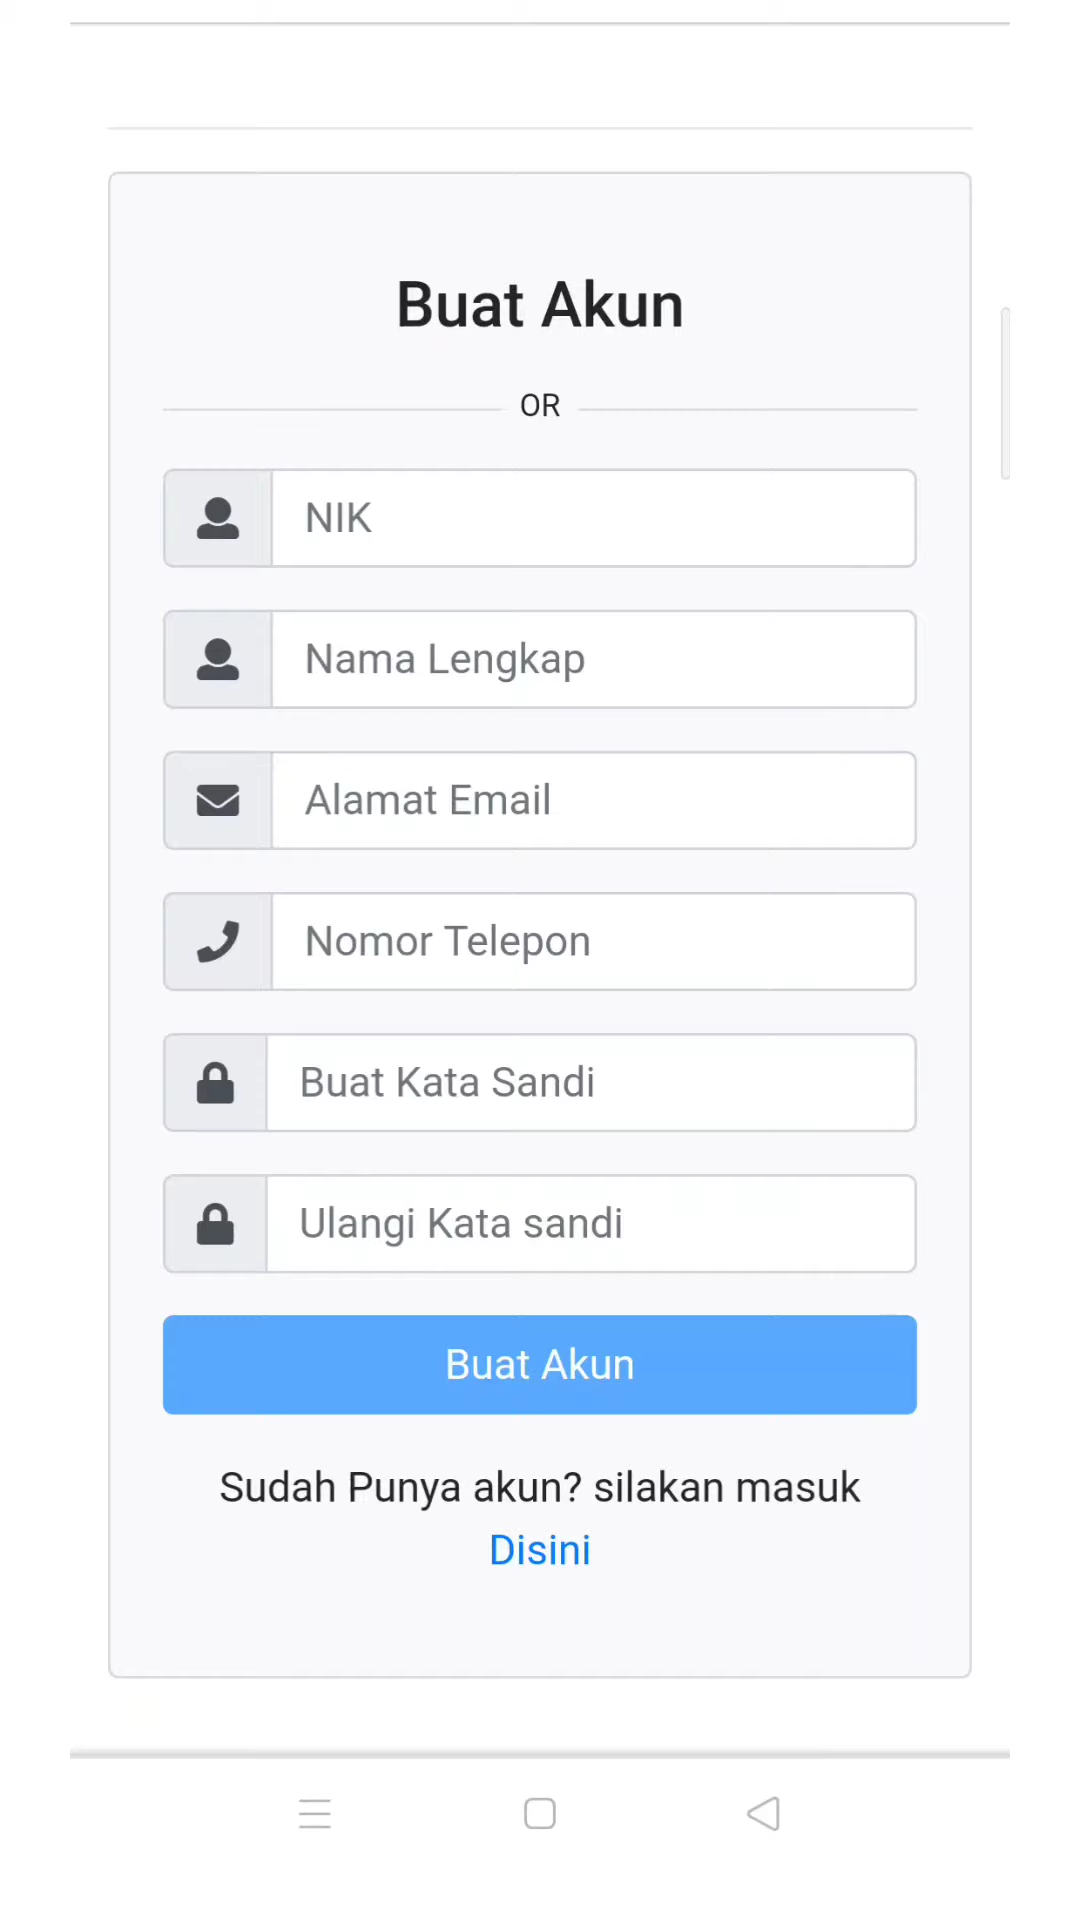 Buat Akun
OR
NIK
Nama Lengkap
Alamat Email
Nomor Telepon
Buat Kata Sandi
Ulangi Kata sandi
Buat Akun
Sudah Punya akun? silakan masuk
Disini